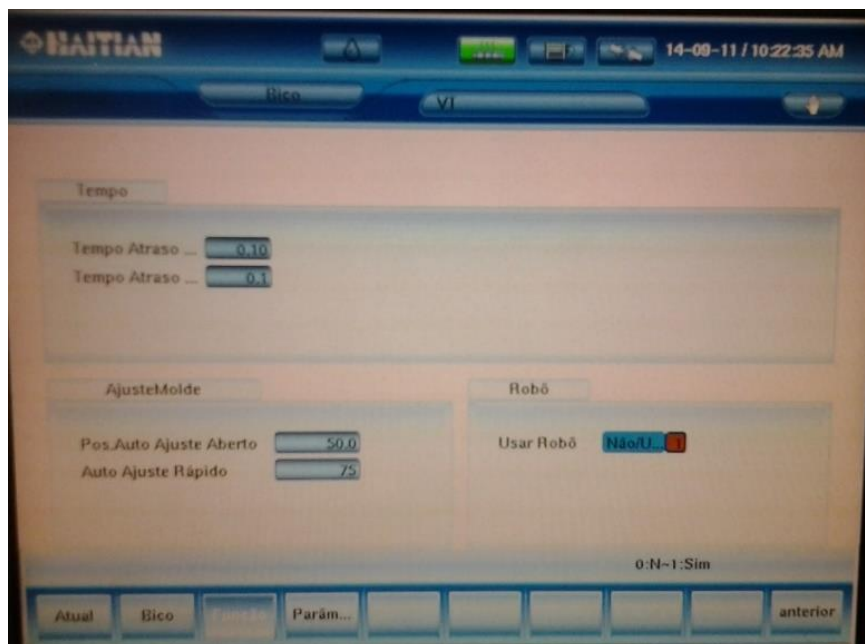 HAITIAN
14-09-11 / 10:22:35 AM
Bico
V1
Tempo
Tempo Atraso ... 0.10
Tempo Atraso ... 0.1
AjusteMolde
Robô
Pos.Auto Ajuste Aberto 50.0
Usar Robô Não/U... 1
Auto Ajuste Rápido 75
0:N~1:Sim
Atual Bico Função Parâm... anterior